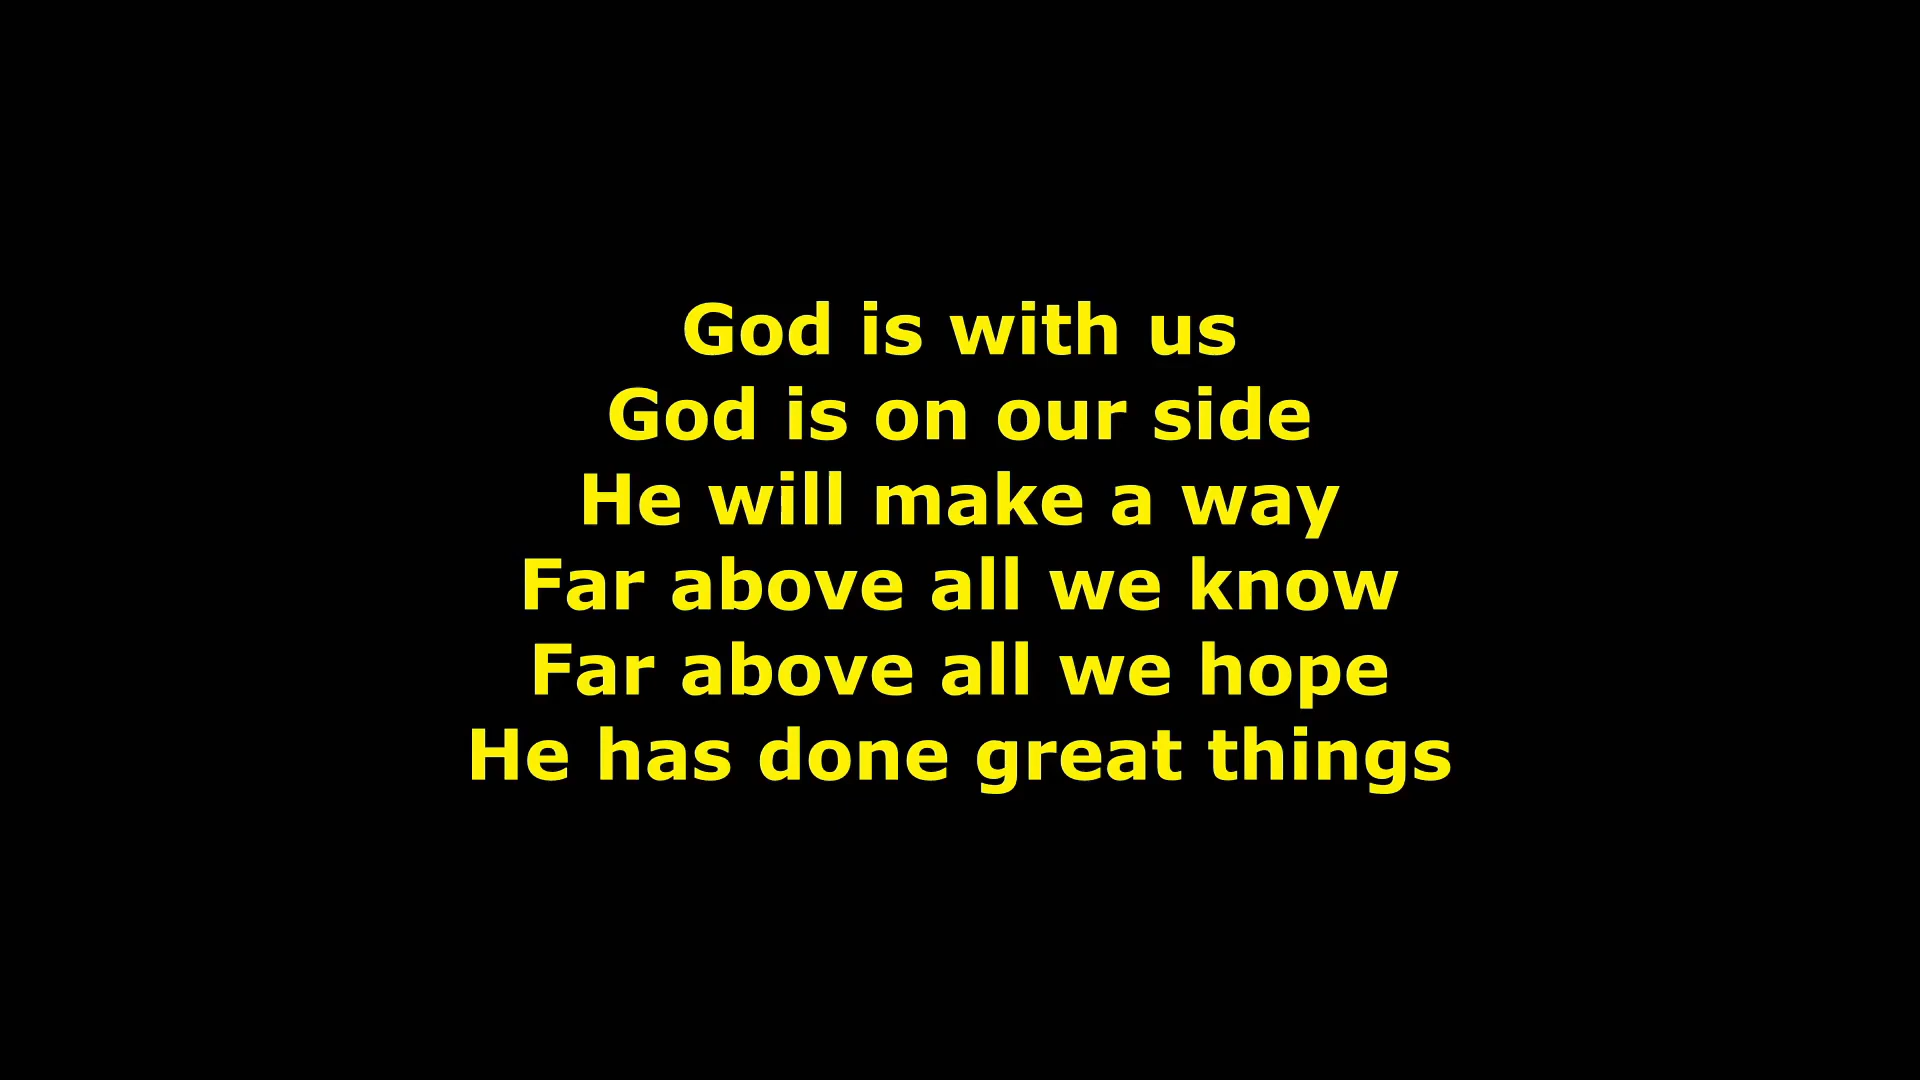 God is with us
God is on our side
He will make a way
Far above all we know
Far above all we hope
He has done great things